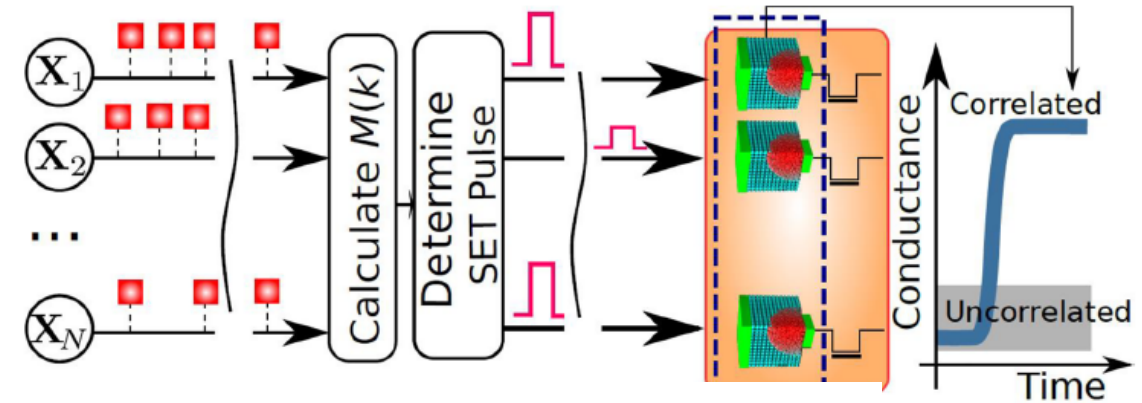 X1
X2
...
XN
Calculate M(k)
Determine
SET Pulse
Conductance
Correlated
Uncorrelated
Time